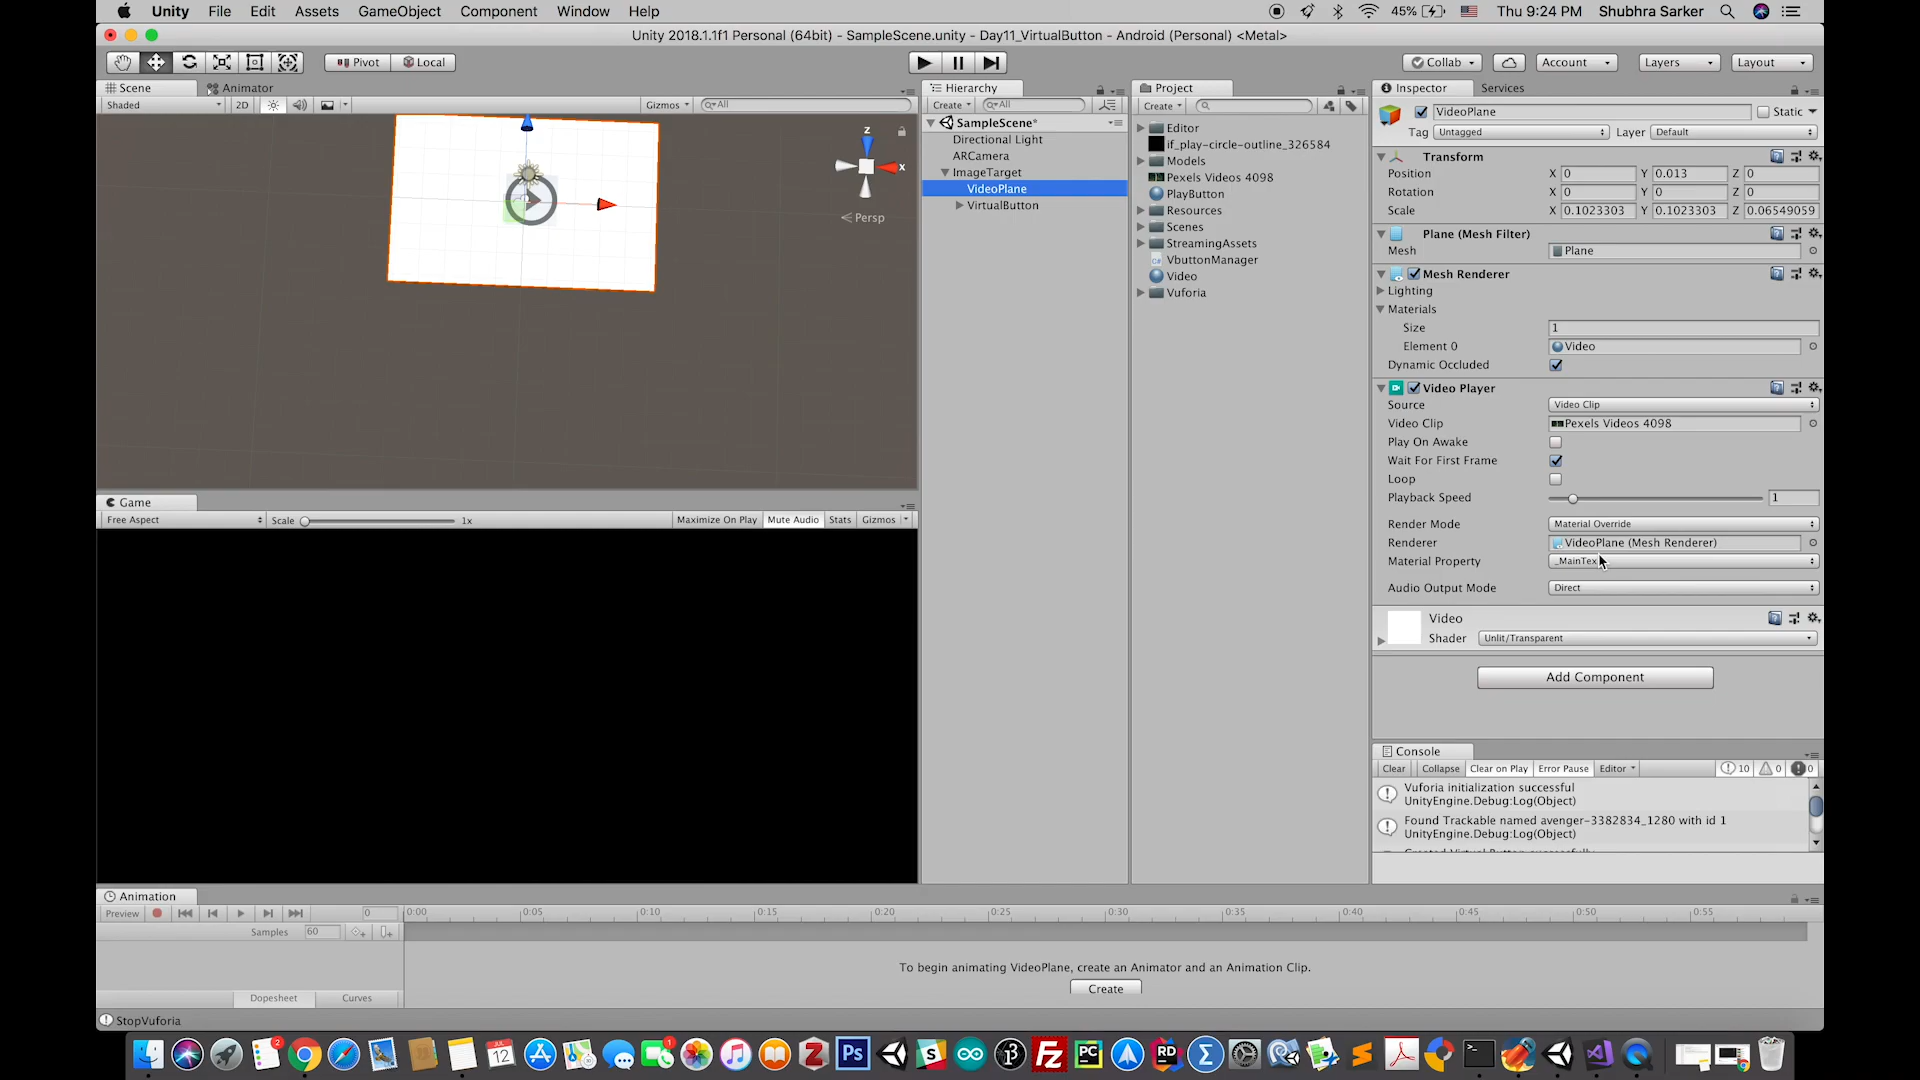 Unity File Edit Assets GameObject Component Window Help 45% Thu 9:24 PM Shubhra Sarker
Unity 2018.1.1f1 Personal (64bit) - SampleScene.unity - Day11_VirtualButton - Android (Personal) <Metal>
Pivot Local Collab Account Layers Layout
Scene Animator
Shaded 2D Gizmos All
z
x
Persp
Game
Free Aspect Scale 1x Maximize On Play Mute Audio Stats Gizmos
Hierarchy
Create All
SampleScene*
Directional Light
ARCamera
ImageTarget
VideoPlane
VirtualButton
Project
Create
Editor
if_play-circle-outline_326584
Models
Pexels Videos 4098
PlayButton
Resources
Scenes
StreamingAssets
VbuttonManager
Video
Vuforia
Inspector Services
VideoPlane Static
Tag Untagged Layer Default
Transform
Position X 0 Y 0.013 Z 0
Rotation X 0 Y 0 Z 0
Scale X 0.1023303 Y 0.1023303 Z 0.06549059
Plane (Mesh Filter)
Mesh Plane
Mesh Renderer
Lighting
Materials
Size 1
Element 0 Video
Dynamic Occluded
Video Player
Source Video Clip
Video Clip Pexels Videos 4098
Play On Awake
Wait For First Frame
Loop
Playback Speed 1
Render Mode Material Override
Renderer VideoPlane (Mesh Renderer)
Material Property _MainTex
Audio Output Mode Direct
Video
Shader Unlit/Transparent
Add Component
Console
Clear Collapse Clear on Play Error Pause Editor 10 0 0
Vuforia initialization successful
UnityEngine.Debug:Log(Object)
Found Trackable named avenger-3382834_1280 with id 1
UnityEngine.Debug:Log(Object)
Created Virtual Button successfully
Animation
Preview 0 0:00 0:05 0:10 0:15 0:20 0:25 0:30 0:35 0:40 0:45 0:50 0:55
Samples 60
To begin animating VideoPlane, create an Animator and an Animation Clip.
Create
Dopesheet Curves
StopVuforia
2 JUL 12 1 Z Ps S Fz PC RD Σ